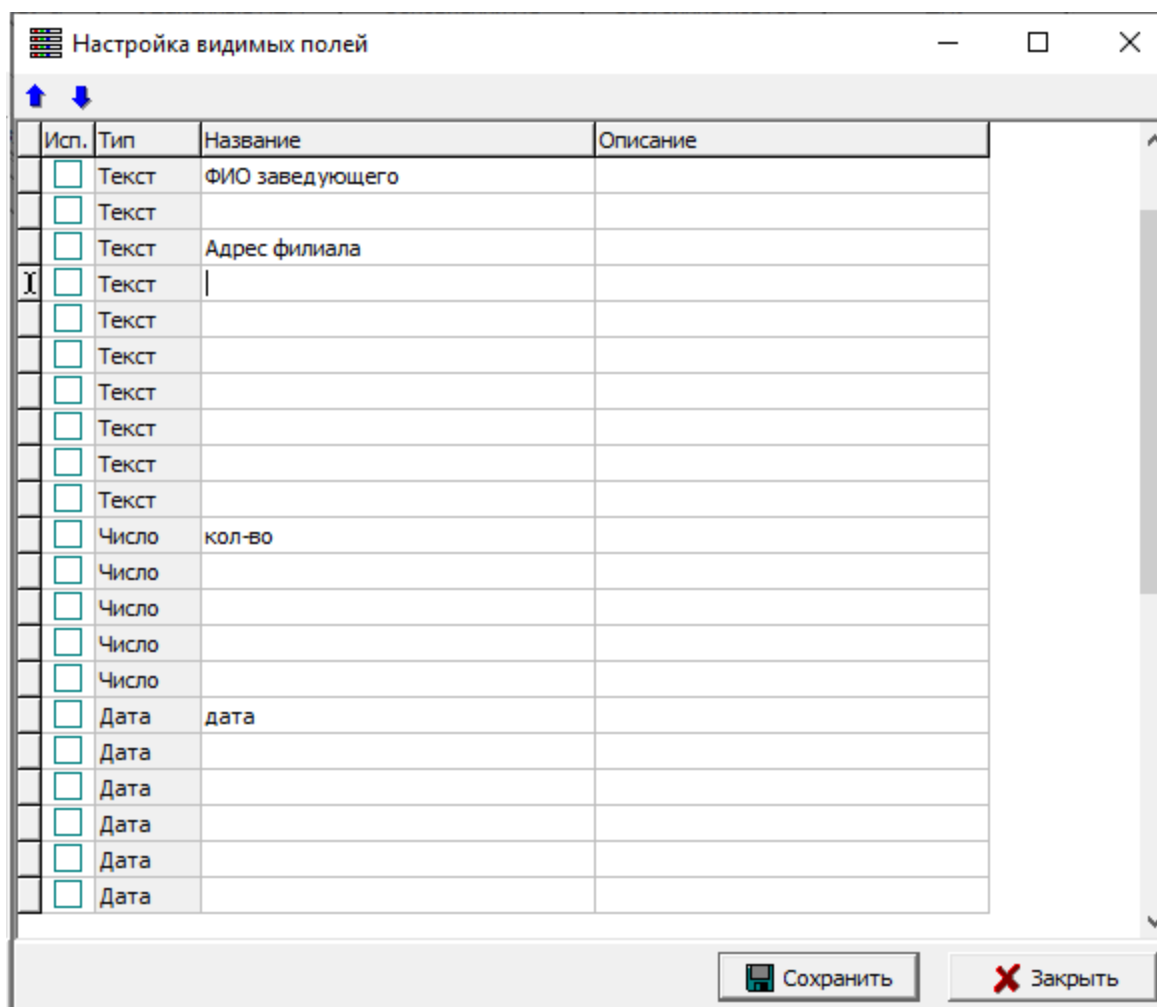 Настройка видимых полей
Исп. Тип Название Описание
Текст ФИО заведующего
Текст
Текст Адрес филиала
Текст
Текст
Текст
Текст
Текст
Текст
Текст
Число кол-во
Число
Число
Число
Число
Дата дата
Дата
Дата
Дата
Дата
Дата
Сохранить Закрыть